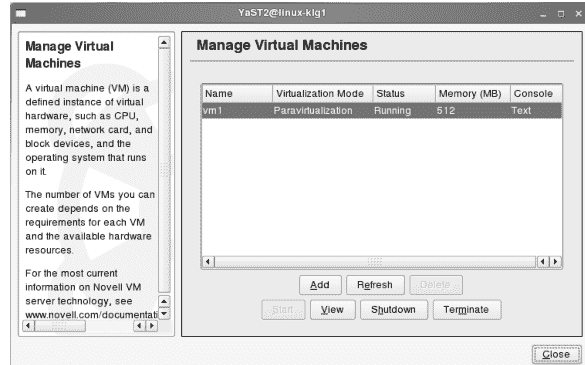 YaST2@linux-klg1
Manage Virtual
Machines
A virtual machine (VM) is a
defined instance of virtual
hardware, such as CPU,
memory, network card, and
block devices, and the
operating system that runs
on it.
The number of VMs you can
create depends on the
requirements for each VM
and the available hardware
resources.
For the most current
information on Novell VM
server technology, see
www.novell.com/documentati
Manage Virtual Machines
Name Virtualization Mode Status Memory (MB) Console
vm1 Paravirtualization Running 512 Text
Add Refresh Delete
Start View Shutdown Terminate
Close